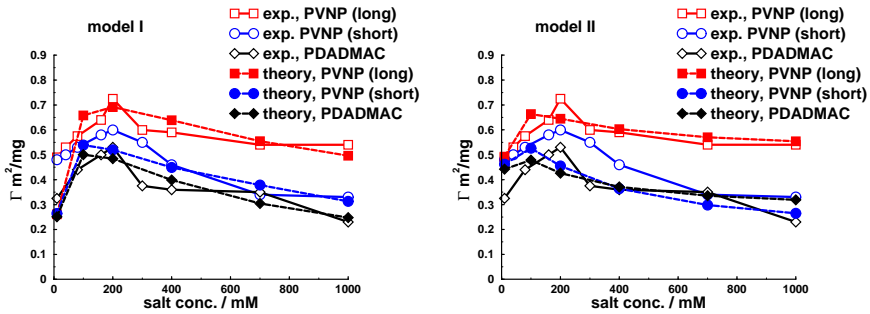 model I
exp., PVNP (long)
exp. PVNP (short)
exp., PDADMAC
theory, PVNP (long)
theory, PVNP (short)
theory, PDADMAC
Γ m²/mg
0.9
0.8
0.7
0.6
0.5
0.4
0.3
0.2
0.1
0
0 200 400 600 800 1000
salt conc. / mM
model II
exp., PVNP (long)
exp. PVNP (short)
exp., PDADMAC
theory, PVNP (long)
theory, PVNP (short)
theory, PDADMAC
Γ m²/mg
0.9
0.8
0.7
0.6
0.5
0.4
0.3
0.2
0.1
0
0 200 400 600 800 1000
salt conc. / mM